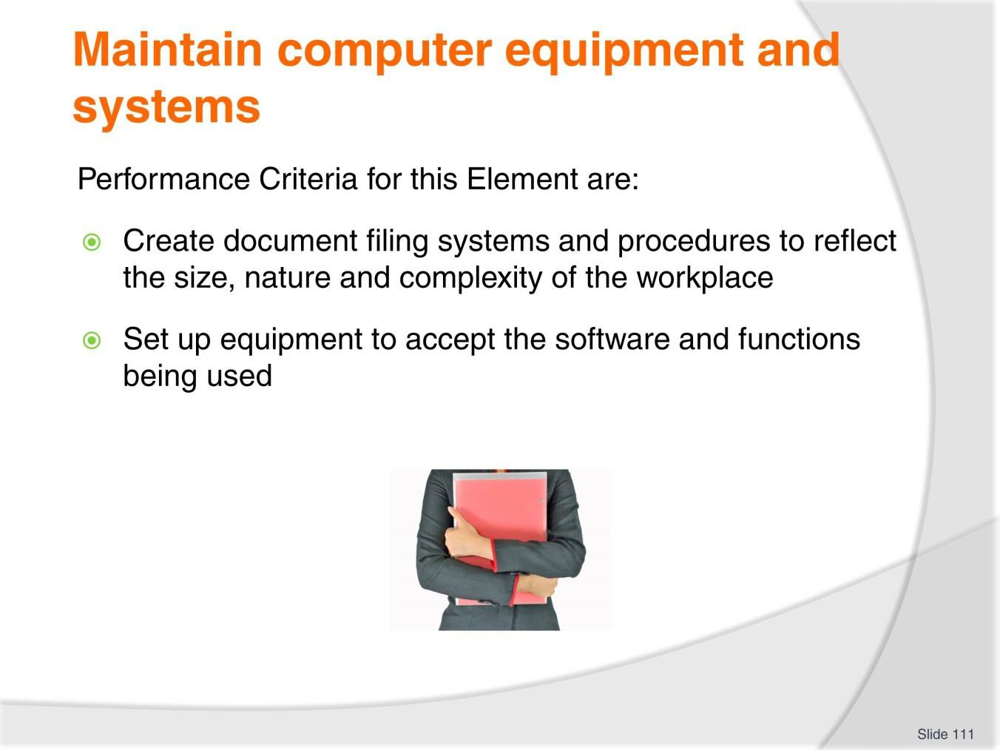 Maintain computer equipment and
systems
Performance Criteria for this Element are:
Create document filing systems and procedures to reflect
the size, nature and complexity of the workplace
Set up equipment to accept the software and functions
being used
Slide 111